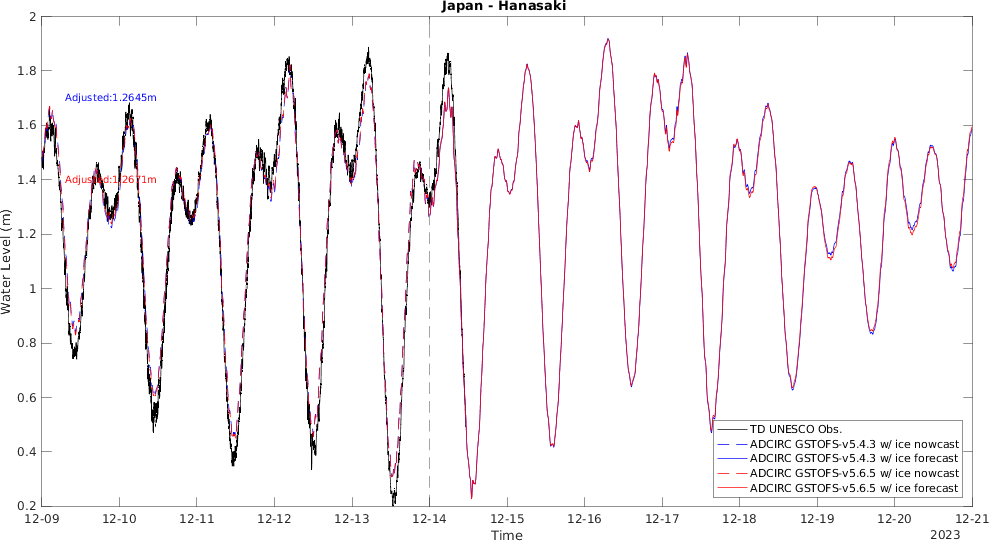 Japan - Hanasaki
2
1.8
1.6
1.4
1.2
1
0.8
0.6
0.4
0.2
Water Level (m)
Adjusted:1.2645m
Adjusted:1.2671m
TD UNESCO Obs.
ADCIRC GSTOFS-v5.4.3 w/ ice nowcast
ADCIRC GSTOFS-v5.4.3 w/ ice forecast
ADCIRC GSTOFS-v5.6.5 w/ ice nowcast
ADCIRC GSTOFS-v5.6.5 w/ ice forecast
12-09 12-10 12-11 12-12 12-13 12-14 12-15 12-16 12-17 12-18 12-19 12-20 12-21
Time
2023